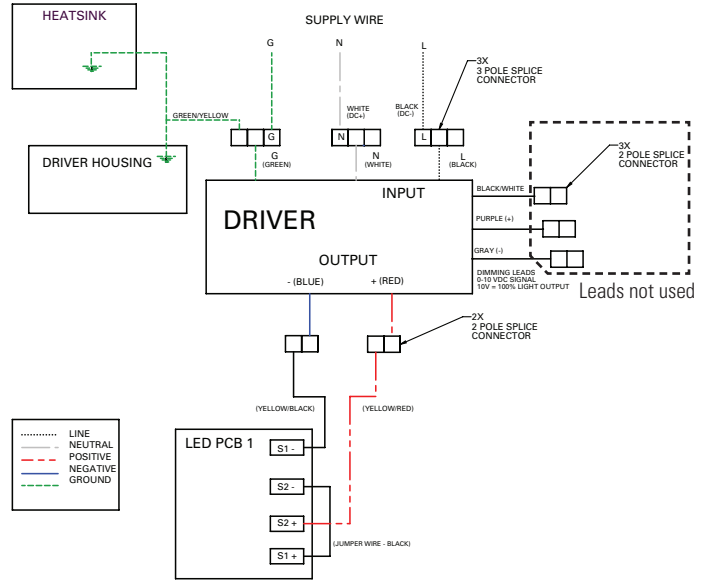 HEATSINK
SUPPLY WIRE
G
N
L
3X
3 POLE SPLICE
CONNECTOR
WHITE
(DC+)
BLACK
(DC-)
GREEN/YELLOW
G
N
L
DRIVER HOUSING
G
(GREEN)
N
(WHITE)
L
(BLACK)
3X
2 POLE SPLICE
CONNECTOR
INPUT
BLACK/WHITE
DRIVER
PURPLE (+)
GRAY (-)
OUTPUT
- (BLUE)
+ (RED)
DIMMING LEADS
0-10 VDC SIGNAL
10V = 100% LIGHT OUTPUT
Leads not used
2X
2 POLE SPLICE
CONNECTOR
(YELLOW/BLACK)
(YELLOW/RED)
LINE
NEUTRAL
POSITIVE
NEGATIVE
GROUND
LED PCB 1
S1 -
S2 -
S2 +
(JUMPER WIRE - BLACK)
S1 +